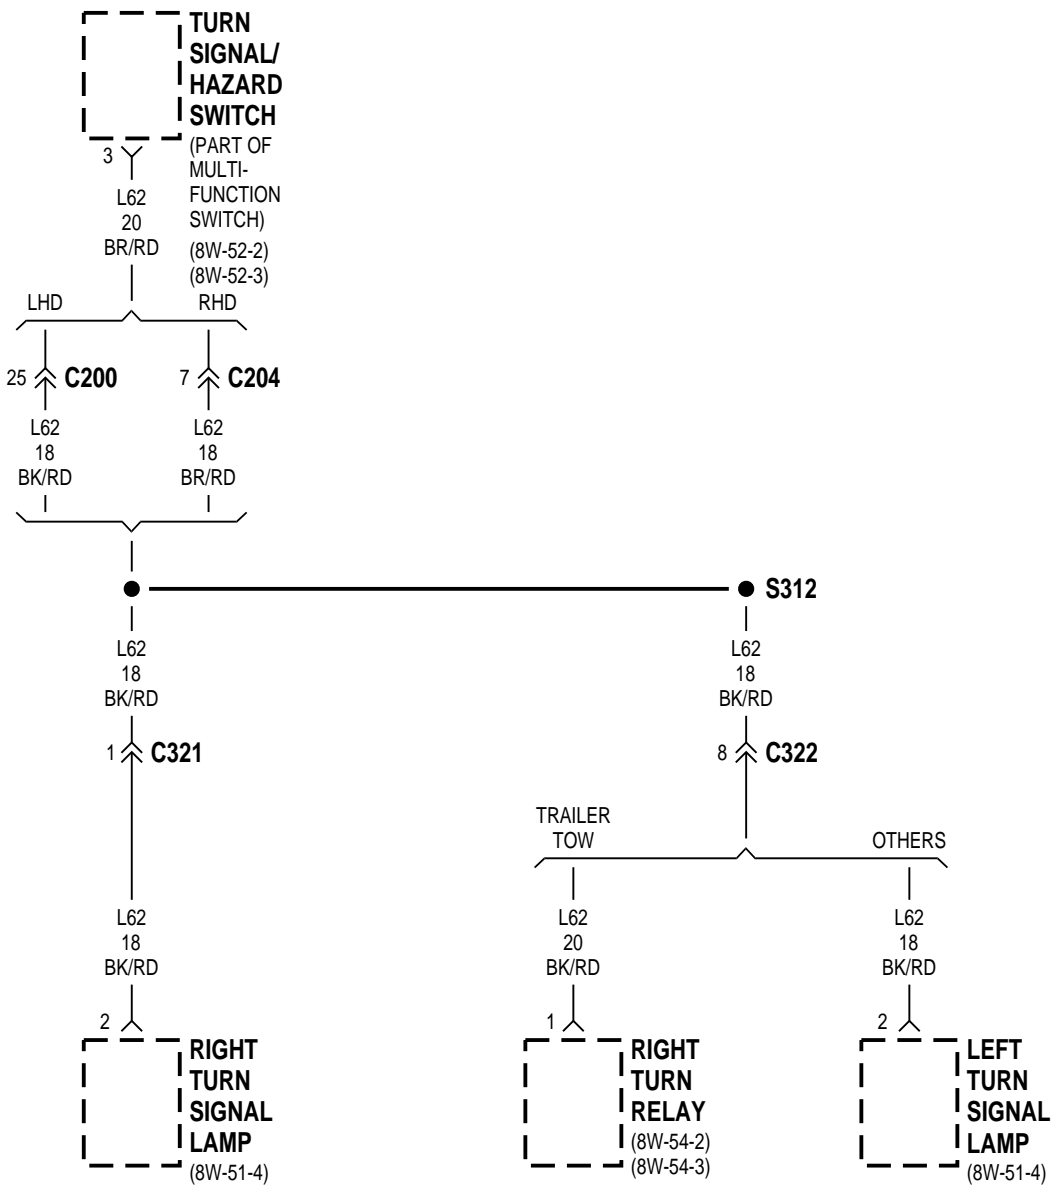 TURN
SIGNAL/
HAZARD
SWITCH
(PART OF
MULTI-
FUNCTION
SWITCH)
(8W-52-2)
(8W-52-3)
3
L62
20
BR/RD
LHD
RHD
25
C200
7
C204
L62
18
BK/RD
L62
18
BR/RD
S312
L62
18
BK/RD
L62
18
BK/RD
1
C321
8
C322
TRAILER
TOW
OTHERS
L62
18
BK/RD
L62
20
BK/RD
L62
18
BK/RD
2
RIGHT
TURN
SIGNAL
LAMP
(8W-51-4)
1
RIGHT
TURN
RELAY
(8W-54-2)
(8W-54-3)
2
LEFT
TURN
SIGNAL
LAMP
(8W-51-4)